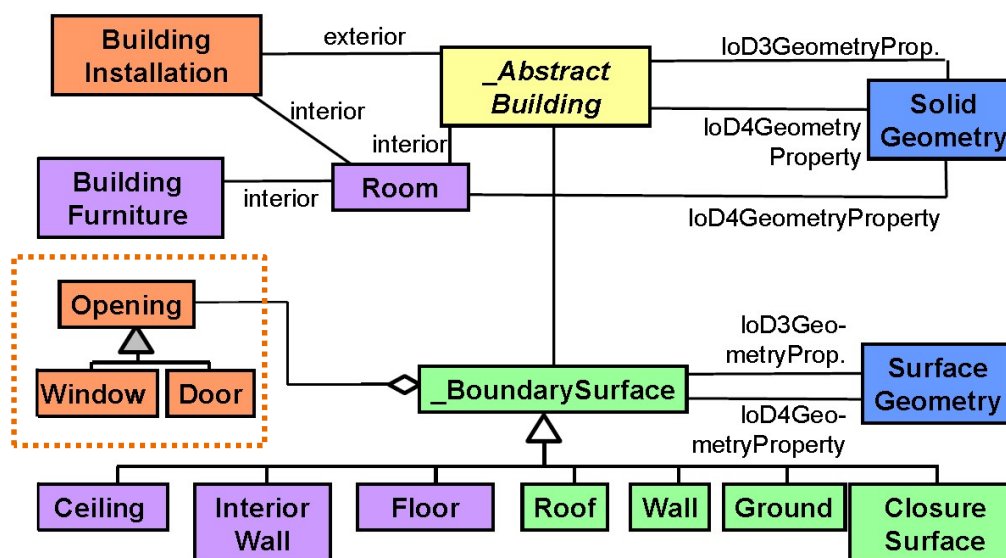 Building
Installation
exterior
_Abstract
Building
loD3GeometryProp.
Solid
Geometry
interior
interior
loD4Geometry
Property
Building
Furniture
interior
Room
loD4GeometryProperty
Opening
Window
Door
_BoundarySurface
loD3Geo-
metryProp.
Surface
Geometry
loD4Geo-
metryProperty
Ceiling
Interior
Wall
Floor
Roof
Wall
Ground
Closure
Surface